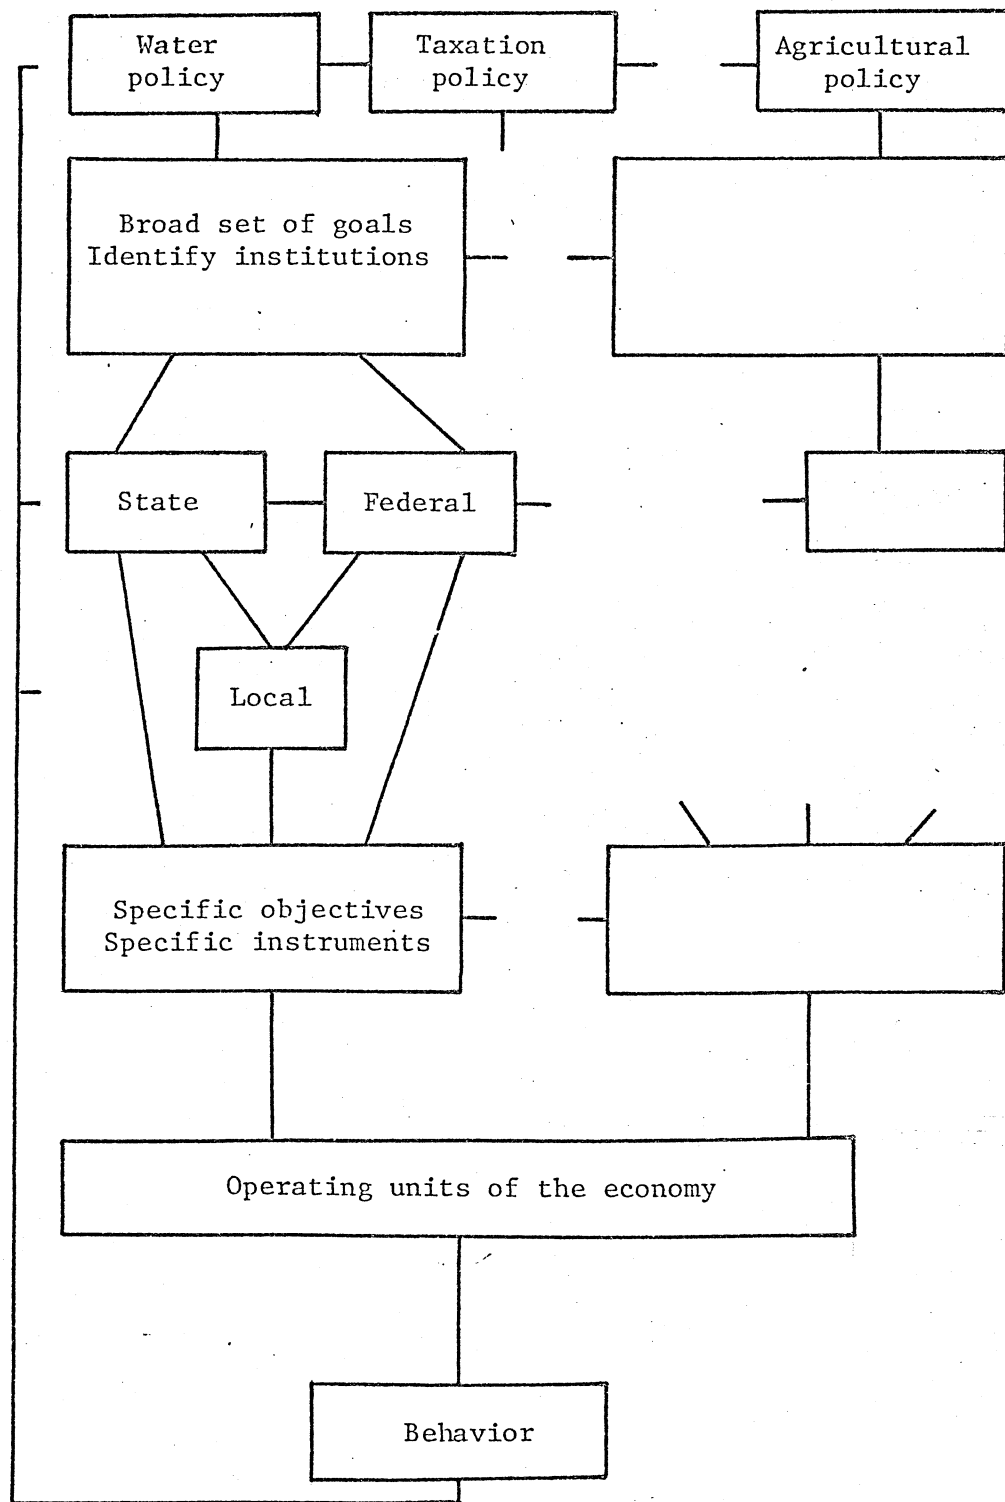 Water
policy
Taxation
policy
Agricultural
policy
Broad set of goals
Identify institutions
State
Federal
Local
Specific objectives
Specific instruments
Operating units of the economy
Behavior